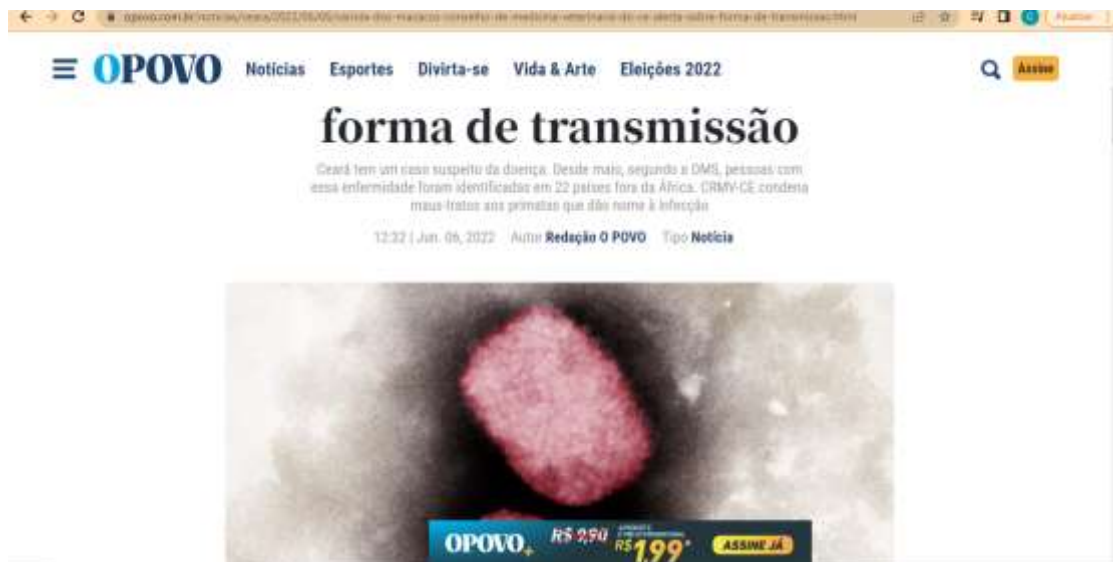 OPOVO Notícias Esportes Divirta-se Vida & Arte Eleições 2022 Assine
forma de transmissão
Ceará tem um caso suspeito da doença. Desde maio, segundo a OMS, pessoas com
essa enfermidade foram identificadas em 22 países fora da África. CRMV-CE condena
maus-tratos aos primatas que dão nome à infecção
12:32 | Jun. 06, 2022 Autor Redação O POVO Tipo Notícia
OPOVO+ R$ 9,90 R$ 1,99* ASSINE JÁ